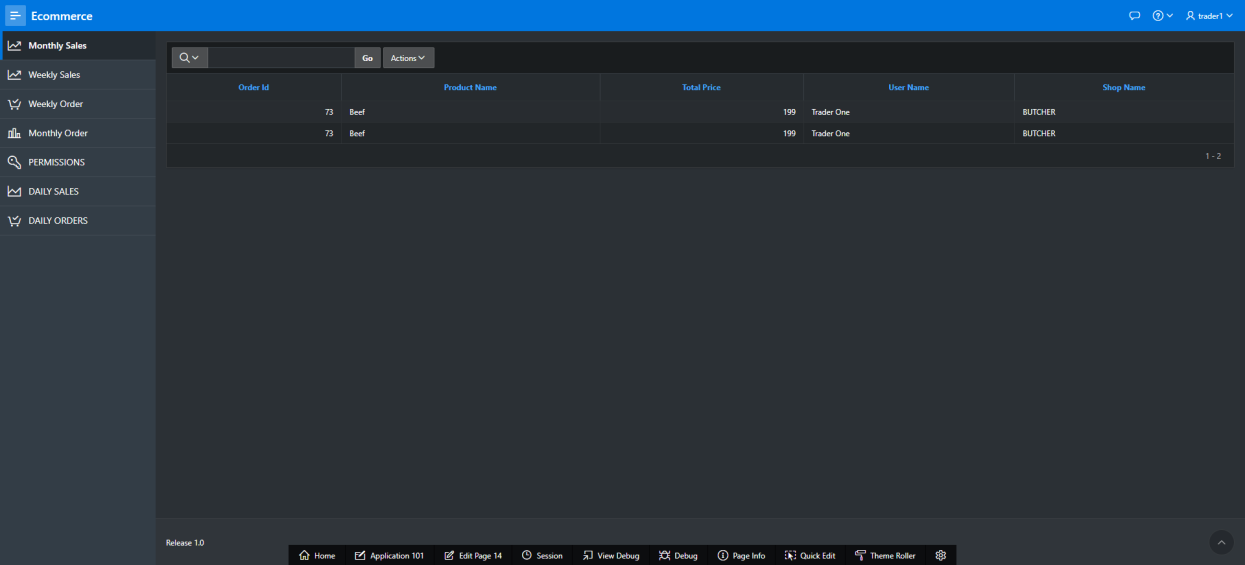 Ecommerce
trader1
Monthly Sales
Weekly Sales
Weekly Order
Monthly Order
PERMISSIONS
DAILY SALES
DAILY ORDERS
Go Actions
Order Id Product Name Total Price User Name Shop Name
73 Beef 199 Trader One BUTCHER
73 Beef 199 Trader One BUTCHER
1 - 2
Release 1.0
Home Application 101 Edit Page 14 Session View Debug Debug Page Info Quick Edit Theme Roller